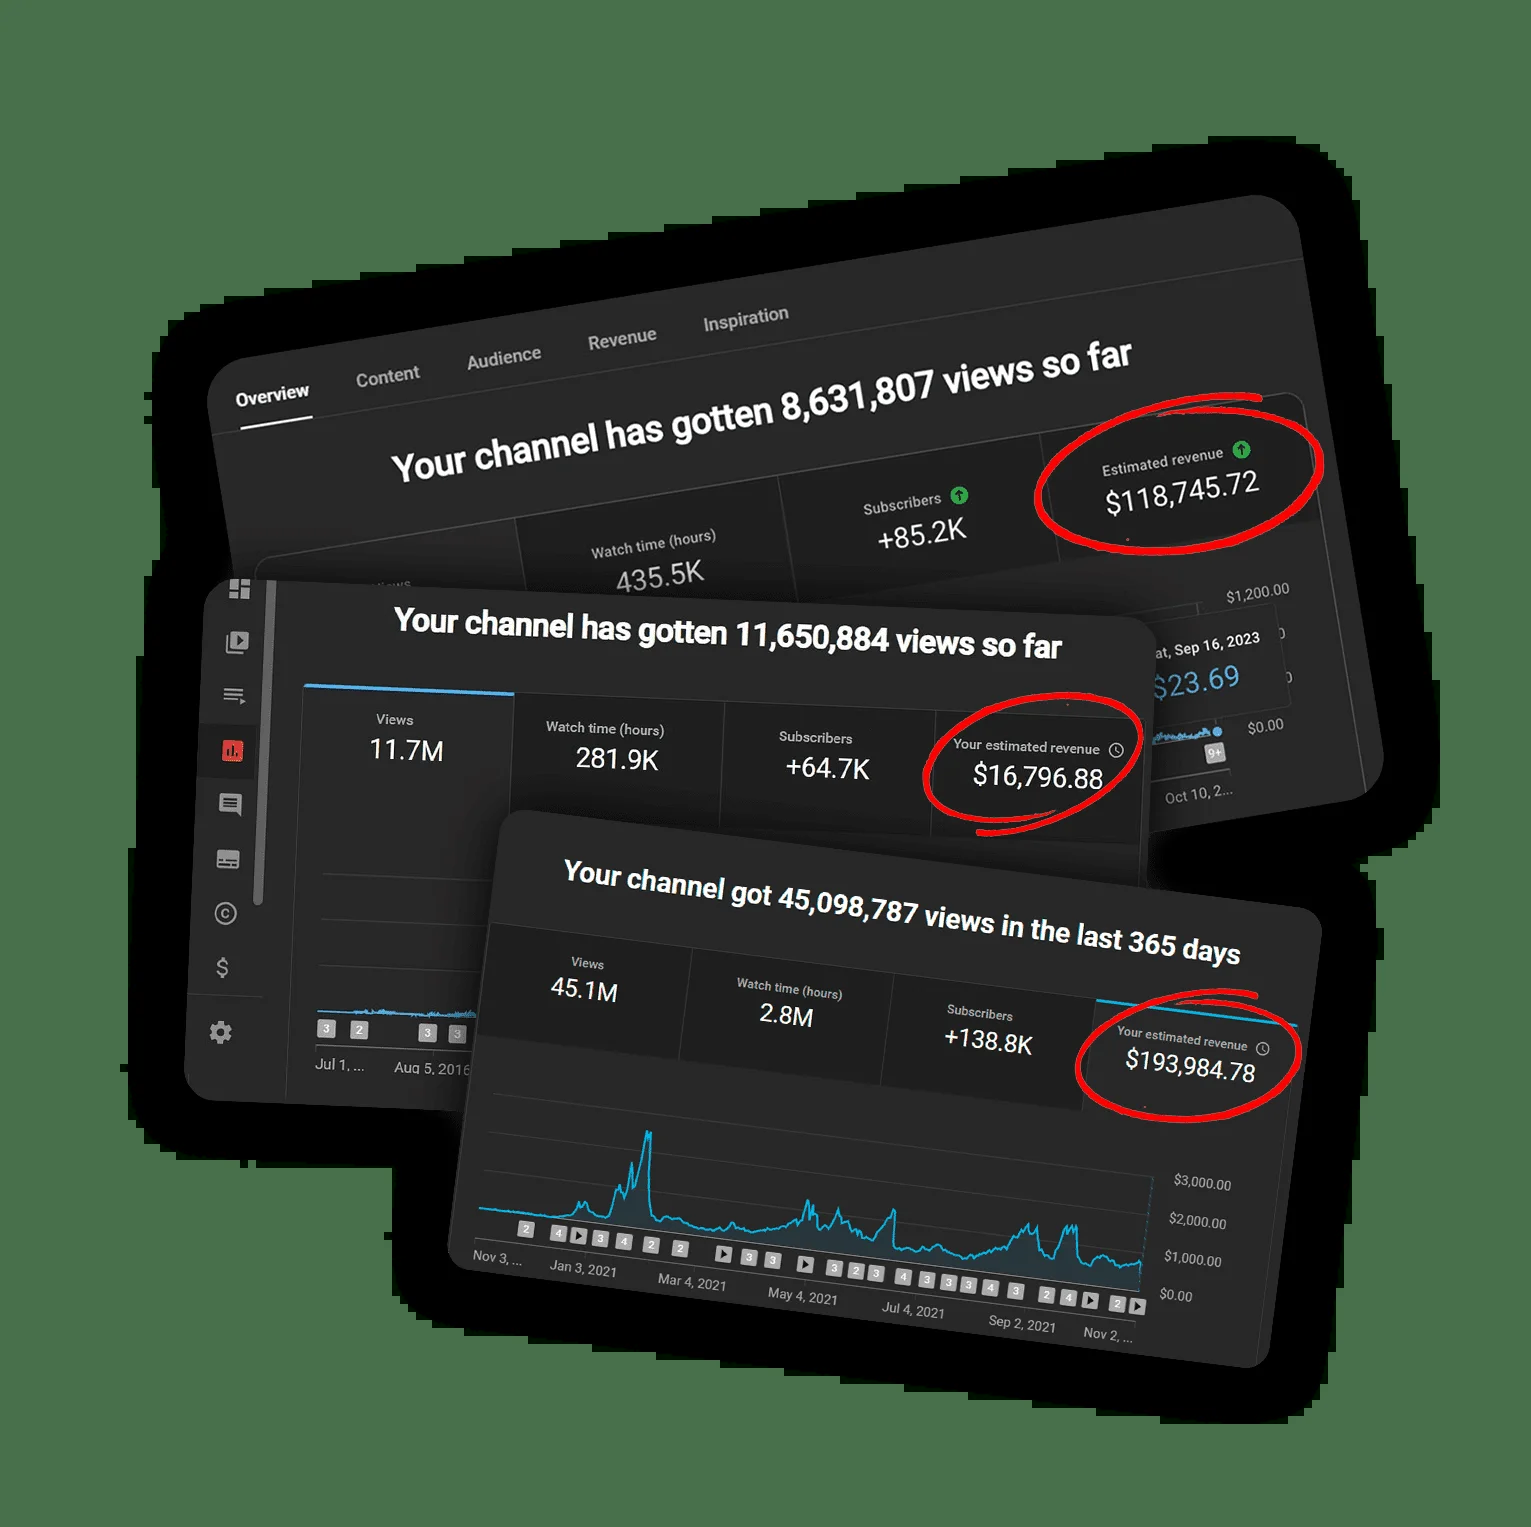 Overview Content Audience Revenue Inspiration
Your channel has gotten 8,631,807 views so far
Views
Watch time (hours)
435.5K
Subscribers
+85.2K
Estimated revenue
$118,745.72
$1,200.00
at, Sep 16, 2023
$23.69
$0.00
9+
Oct 10, 2...
Your channel has gotten 11,650,884 views so far
Views
11.7M
Watch time (hours)
281.9K
Subscribers
+64.7K
Your estimated revenue
$16,796.88
3 2 3 3
Jul 1, ... Aug 5, 2016
Your channel got 45,098,787 views in the last 365 days
Views
45.1M
Watch time (hours)
2.8M
Subscribers
+138.8K
Your estimated revenue
$193,984.78
$3,000.00
$2,000.00
$1,000.00
$0.00
2 4 3 4 2 2 3 3 3 2 3 4 3 3 3 4 3 2 4 2
Nov 3, ... Jan 3, 2021 Mar 4, 2021 May 4, 2021 Jul 4, 2021 Sep 2, 2021 Nov 2, ...